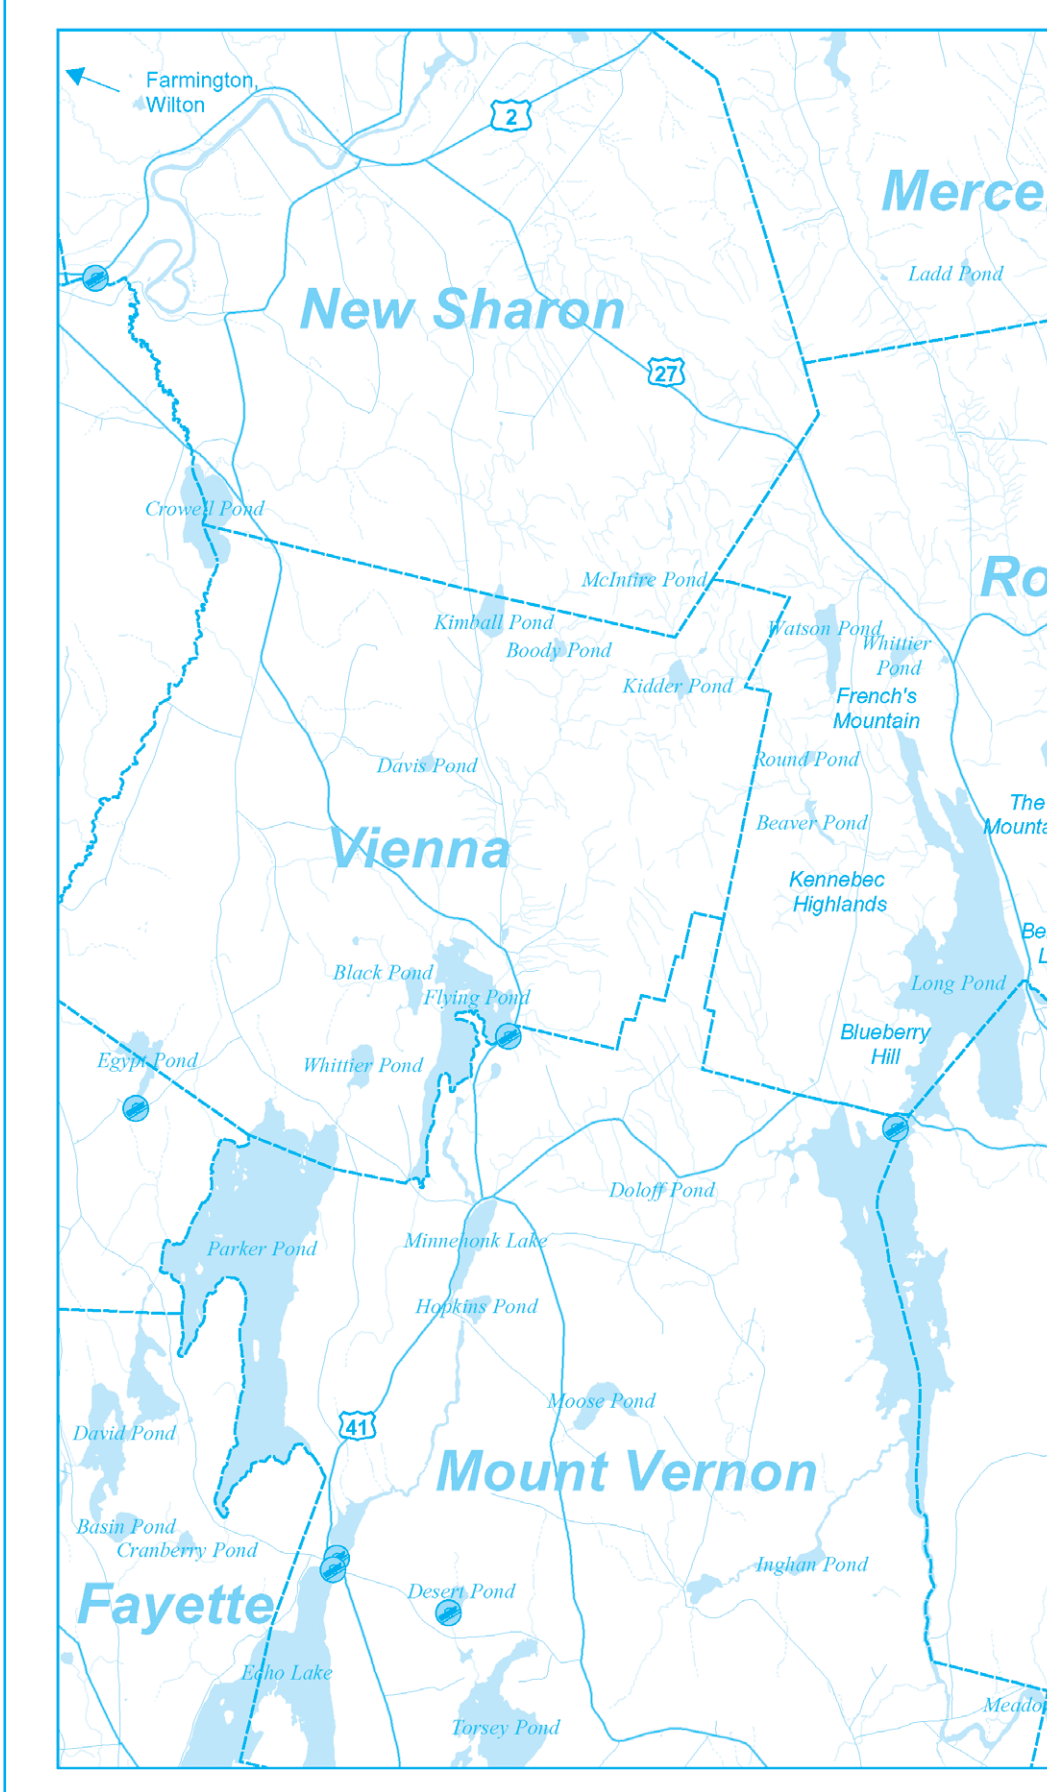 Farmington,
Wilton
2
Merce
Ladd Pond
New Sharon
27
Crowell Pond
Ro
McIntire Pond
Kimball Pond
Watson Pond
Boody Pond
Whittier
Pond
Kidder Pond
French's
Mountain
Davis Pond
Round Pond
The
Mounta
Beaver Pond
Vienna
Kennebec
Highlands
Be
L
Black Pond
Long Pond
Flying Pond
Blueberry
Hill
Egypt Pond
Whittier Pond
Doloff Pond
Parker Pond
Minnehonk Lake
Hopkins Pond
Moose Pond
41
David Pond
Mount Vernon
Basin Pond
Cranberry Pond
Inghan Pond
Desert Pond
Fayette
Echo Lake
Meado
Torsey Pond